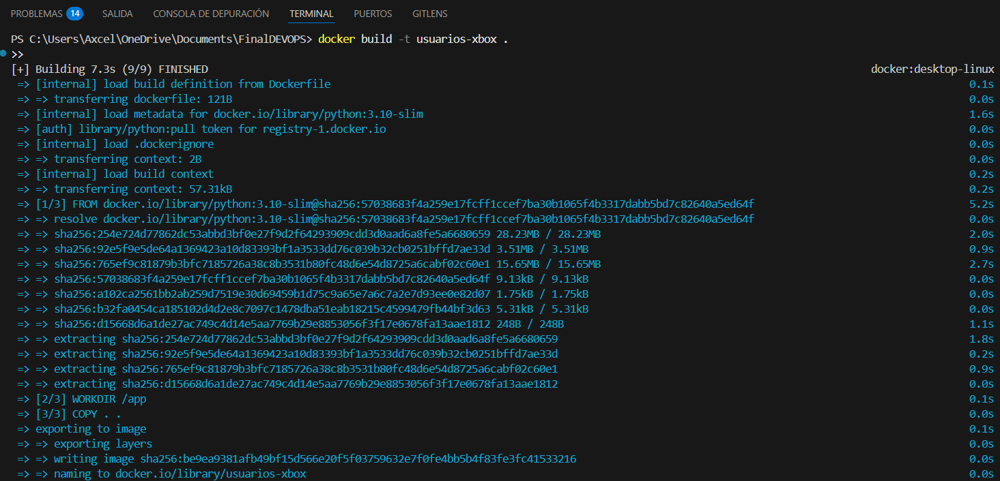 PROBLEMAS 14 SALIDA CONSOLA DE DEPURACIÓN TERMINAL PUERTOS GITLENS
PS C:\Users\Axcel\OneDrive\Documents\FinalDEVOPS> docker build -t usuarios-xbox .
>>
[+] Building 7.3s (9/9) FINISHED docker:desktop-linux
=> [internal] load build definition from Dockerfile 0.1s
=> => transferring dockerfile: 121B 0.0s
=> [internal] load metadata for docker.io/library/python:3.10-slim 1.6s
=> [auth] library/python:pull token for registry-1.docker.io 0.0s
=> [internal] load .dockerignore 0.0s
=> => transferring context: 2B 0.0s
=> [internal] load build context 0.2s
=> => transferring context: 57.31kB 0.2s
=> [1/3] FROM docker.io/library/python:3.10-slim@sha256:57038683f4a259e17fcff1ccef7ba30b1065f4b3317dabb5bd7c82640a5ed64f 5.2s
=> => resolve docker.io/library/python:3.10-slim@sha256:57038683f4a259e17fcff1ccef7ba30b1065f4b3317dabb5bd7c82640a5ed64f 0.0s
=> => sha256:254e724d77862dc53abbd3bf0e27f9d2f64293909cdd3d0aad6a8fe5a6680659 28.23MB / 28.23MB 2.0s
=> => sha256:92e5f9e5de64a1369423a10d83393bf1a3533dd76c039b32cb0251bffd7ae33d 3.51MB / 3.51MB 0.9s
=> => sha256:765ef9c81879b3bfc7185726a38c8b3531b80fc48d6e54d8725a6cabf02c60e1 15.65MB / 15.65MB 2.7s
=> => sha256:57038683f4a259e17fcff1ccef7ba30b1065f4b3317dabb5bd7c82640a5ed64f 9.13kB / 9.13kB 0.0s
=> => sha256:a102ca2561bb2ab259d7519e30d69459b1d75c9a65e7a6c7a2e7d93ee0e82d07 1.75kB / 1.75kB 0.0s
=> => sha256:b32fa0454ca185102d4d2e8c7097c1478dba51eab18215c4599479fb44bf3d63 5.31kB / 5.31kB 0.0s
=> => sha256:d15668d6a1de27ac749c4d14e5aa7769b29e8853056f3f17e0678fa13aae1812 248B / 248B 1.1s
=> => extracting sha256:254e724d77862dc53abbd3bf0e27f9d2f64293909cdd3d0aad6a8fe5a6680659 1.8s
=> => extracting sha256:92e5f9e5de64a1369423a10d83393bf1a3533dd76c039b32cb0251bffd7ae33d 0.2s
=> => extracting sha256:765ef9c81879b3bfc7185726a38c8b3531b80fc48d6e54d8725a6cabf02c60e1 0.9s
=> => extracting sha256:d15668d6a1de27ac749c4d14e5aa7769b29e8853056f3f17e0678fa13aae1812 0.0s
=> [2/3] WORKDIR /app 0.1s
=> [3/3] COPY . . 0.0s
=> exporting to image 0.1s
=> => exporting layers 0.0s
=> => writing image sha256:be9ea9381afb49bf15d566e20f5f03759632e7f0fe4bb5b4f83fe3fc41533216 0.0s
=> => naming to docker.io/library/usuarios-xbox 0.0s